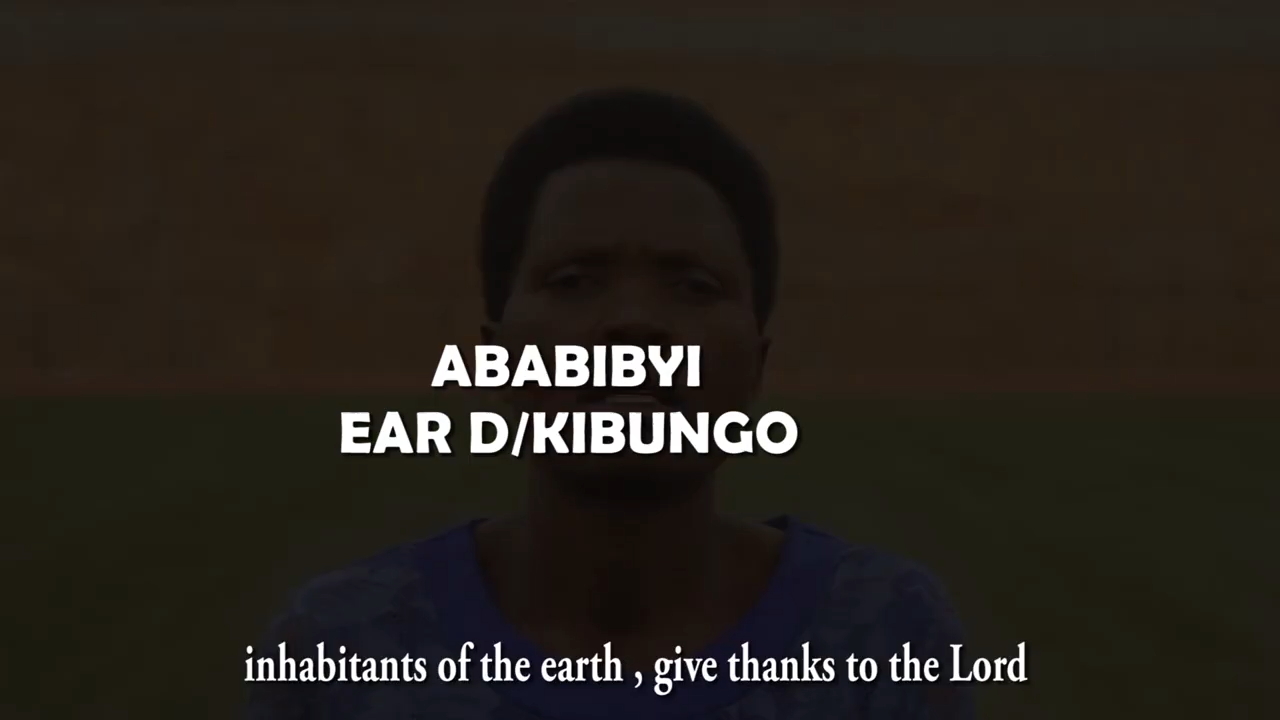 ABABIBYI
EAR D/KIBUNGO
inhabitants of the earth , give thanks to the Lord